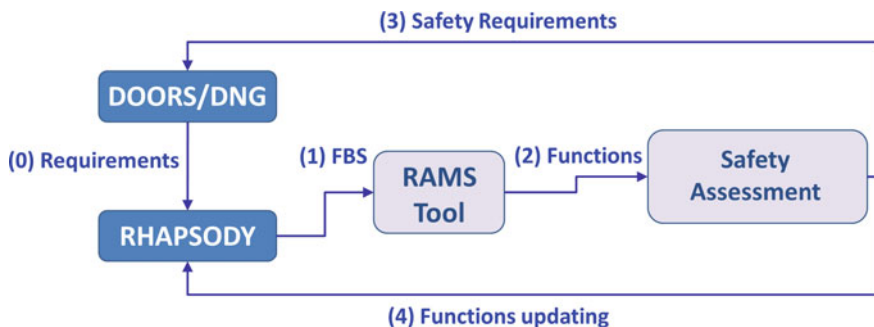 (3) Safety Requirements
DOORS/DNG
(0) Requirements
(1) FBS
(2) Functions
RAMS
Tool
Safety
Assessment
RHAPSODY
(4) Functions updating